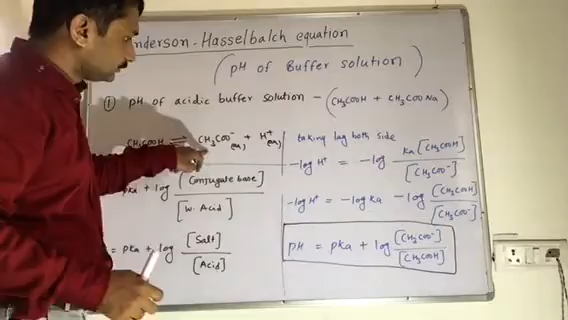 enderson-Hasselbalch equation
(pH of Buffer solution)
① pH of acidic buffer solution - (CH₃COOH + CH₃COONa)
CH₃COOH ⇌ CH₃COO⁻(aq) + H⁺(aq)
pka + log [Conjugate base]/[W. Acid]
= pka + log [Salt]/[Acid]
taking log both side
-log H⁺ = -log Ka[CH₃COOH]/[CH₃COO⁻]
-log H⁺ = -log Ka - log [CH₃COOH]/[CH₃COO⁻]
pH = pka + log [CH₃COO⁻]/[CH₃COOH]